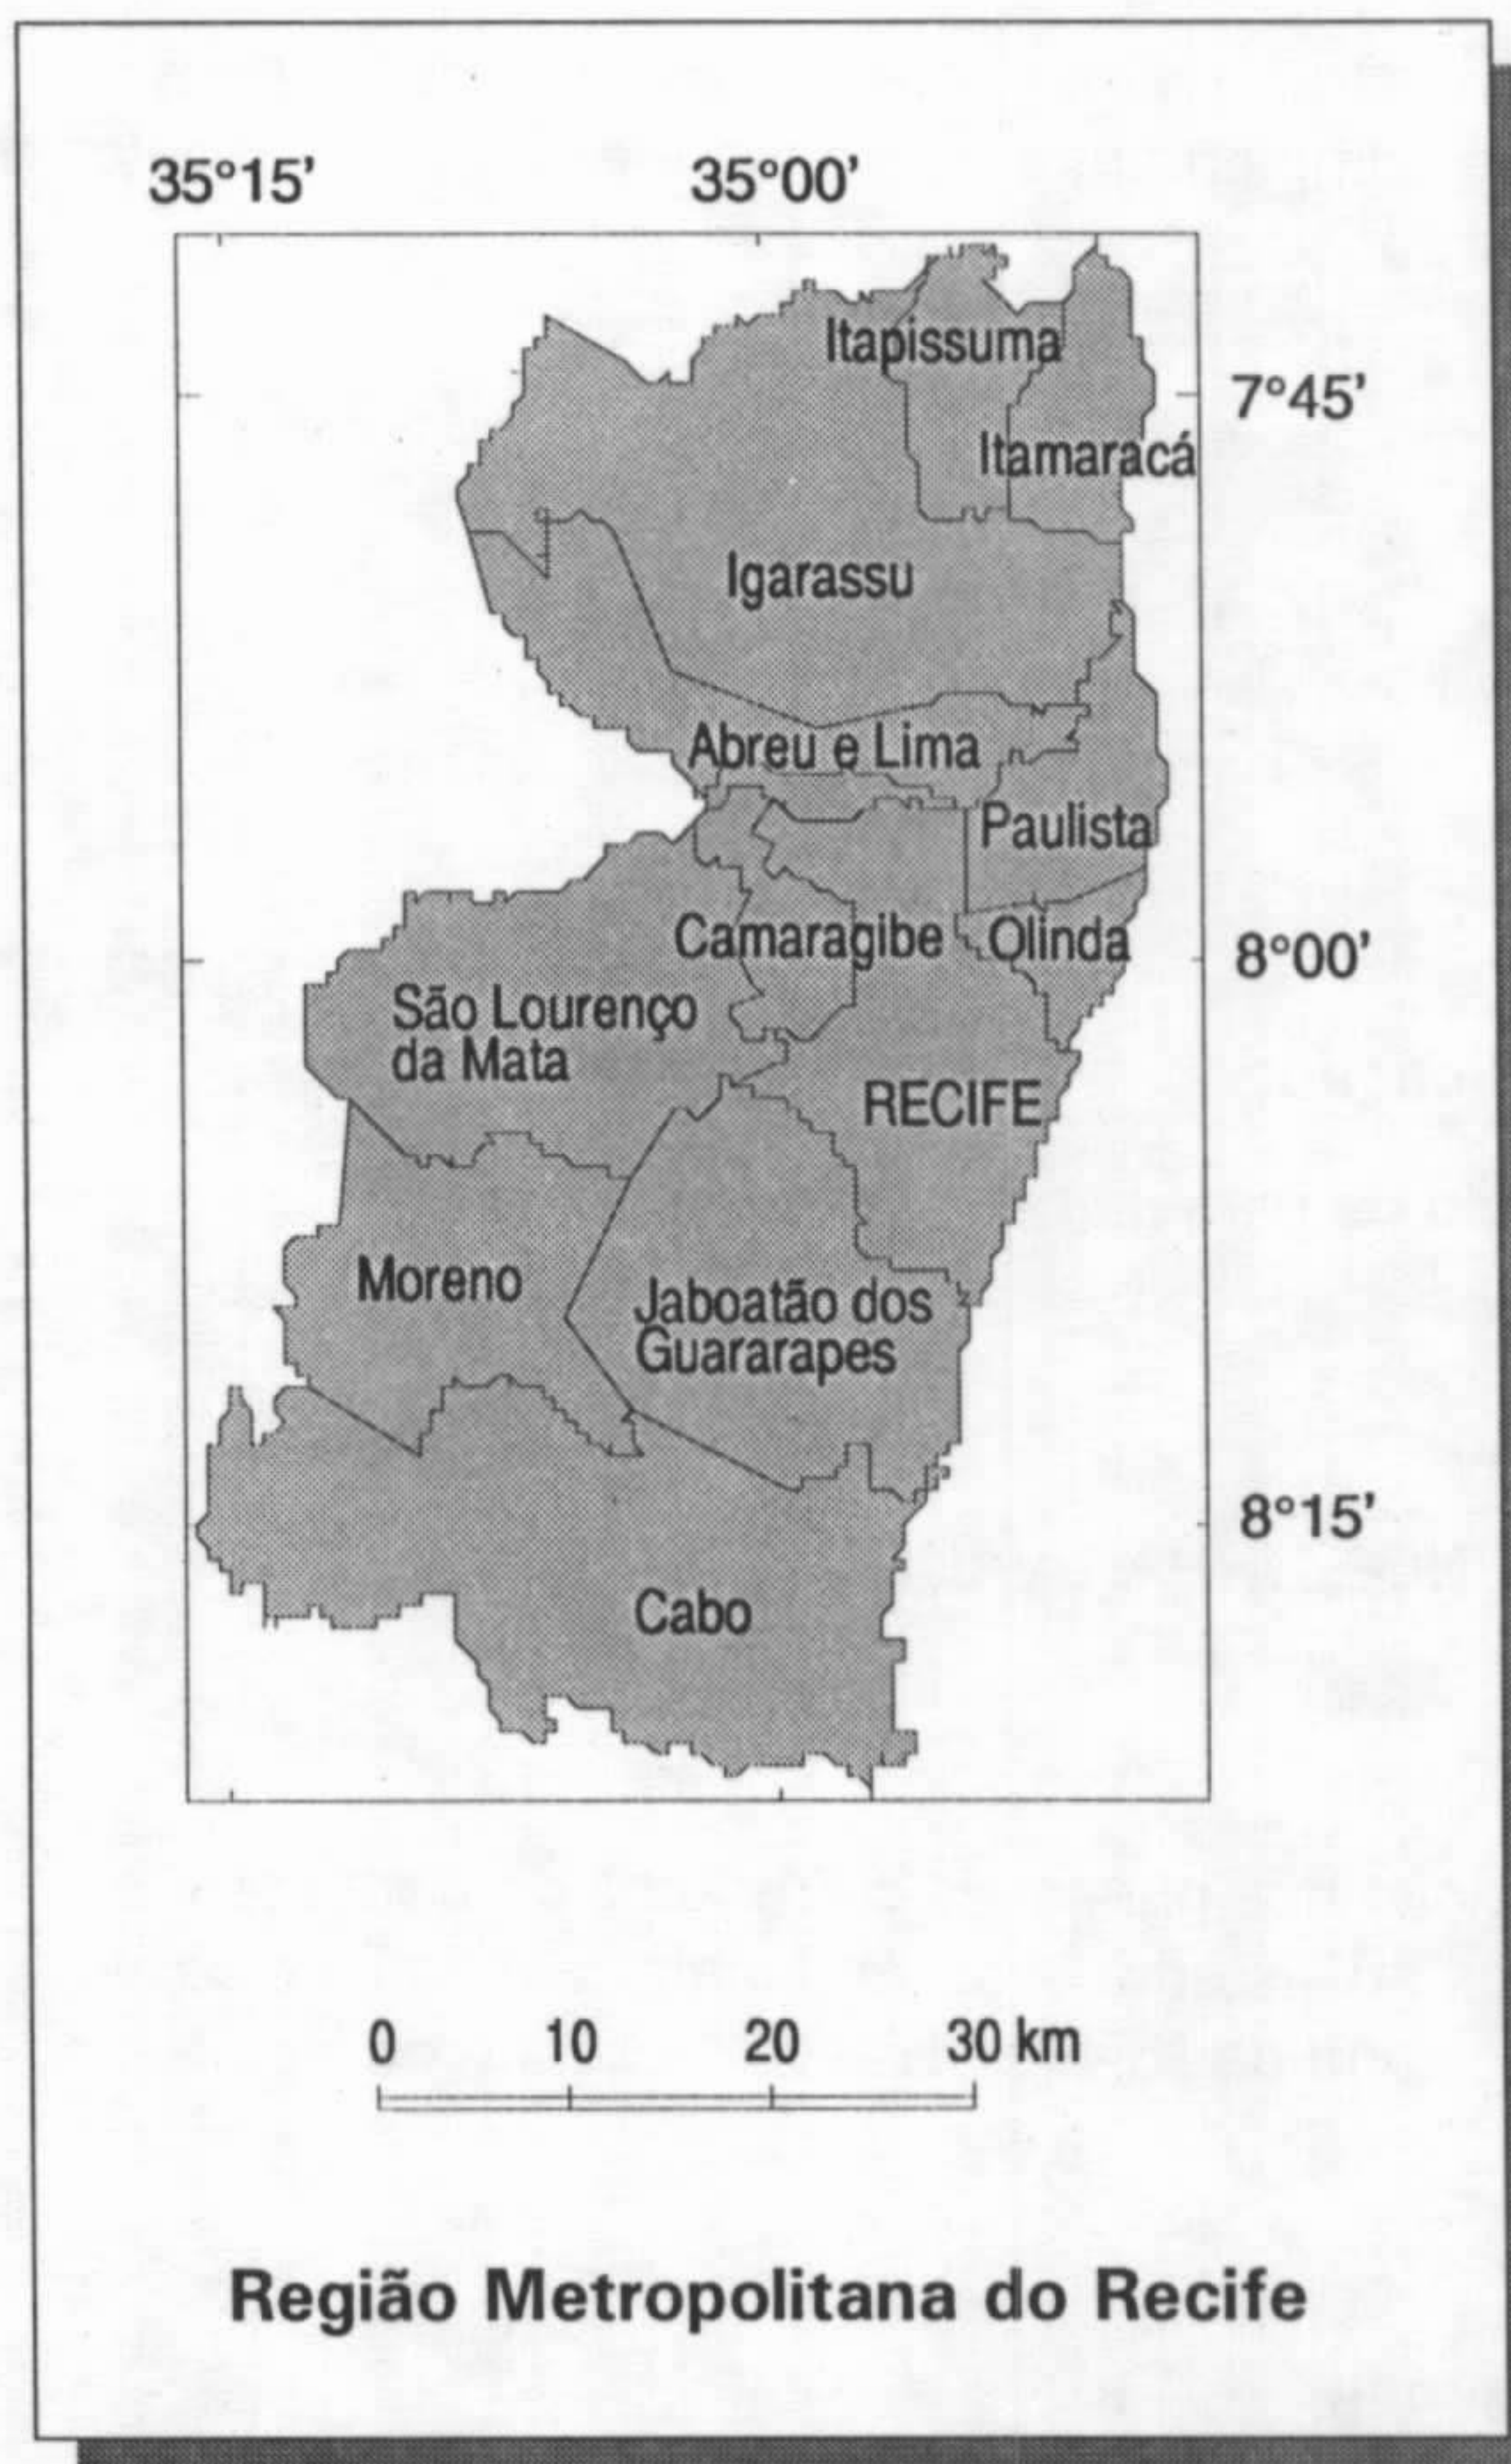 35°15' 35°00'
Itapissuma
7°45'
Itamaracá
Igarassu
Abreu e Lima
Paulista
Camaragibe
Olinda
8°00'
São Lourenço
da Mata
RECIFE
Moreno
Jaboatão dos
Guararapes
8°15'
Cabo
0 10 20 30 km
Região Metropolitana do Recife